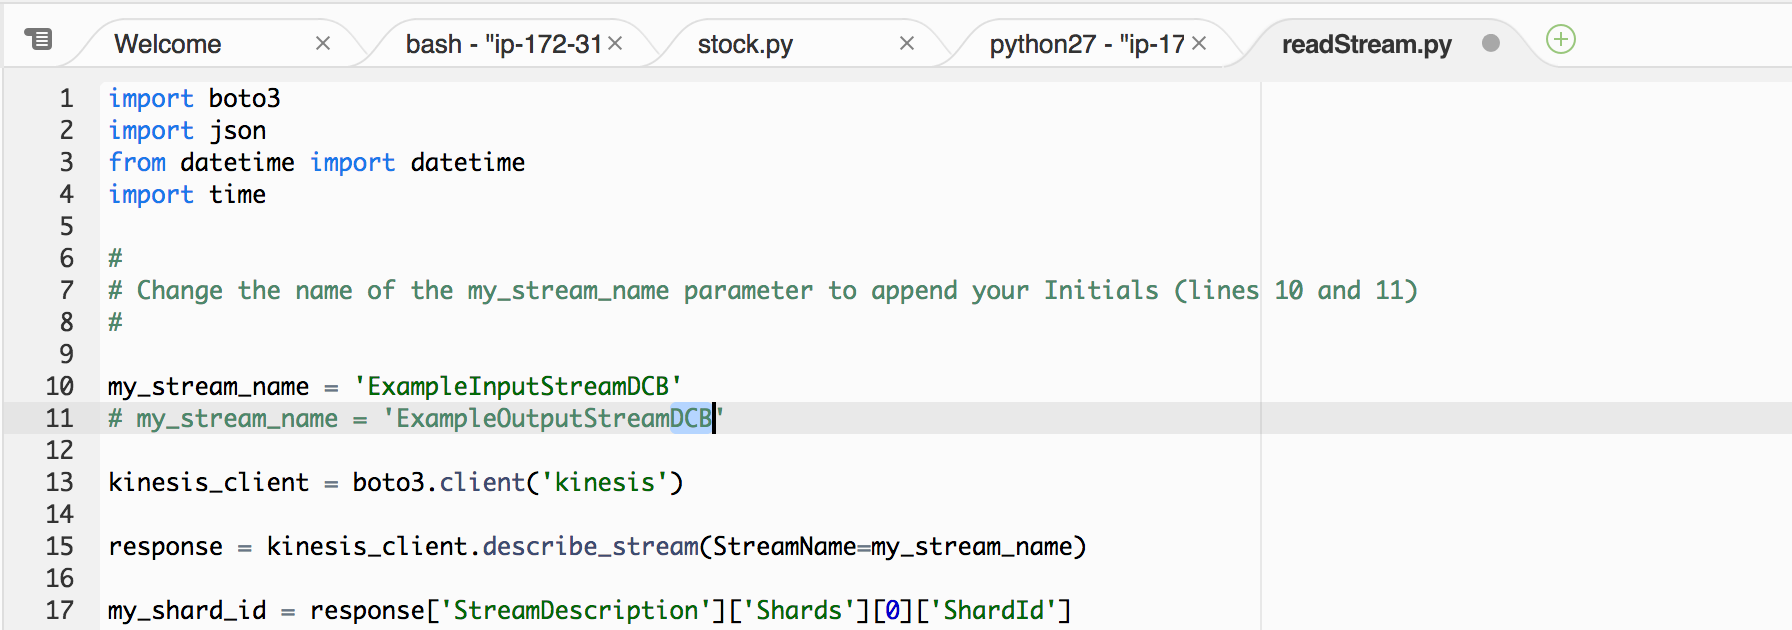 Welcome
bash - "ip-172-31
stock.py
python27 - "ip-17
readStream.py
1 import boto3
2 import json
3 from datetime import datetime
4 import time
5
6 #
7 # Change the name of the my_stream_name parameter to append your Initials (lines 10 and 11)
8 #
9
10 my_stream_name = 'ExampleInputStreamDCB'
11 # my_stream_name = 'ExampleOutputStreamDCB'
12
13 kinesis_client = boto3.client('kinesis')
14
15 response = kinesis_client.describe_stream(StreamName=my_stream_name)
16
17 my_shard_id = response['StreamDescription']['Shards'][0]['ShardId']